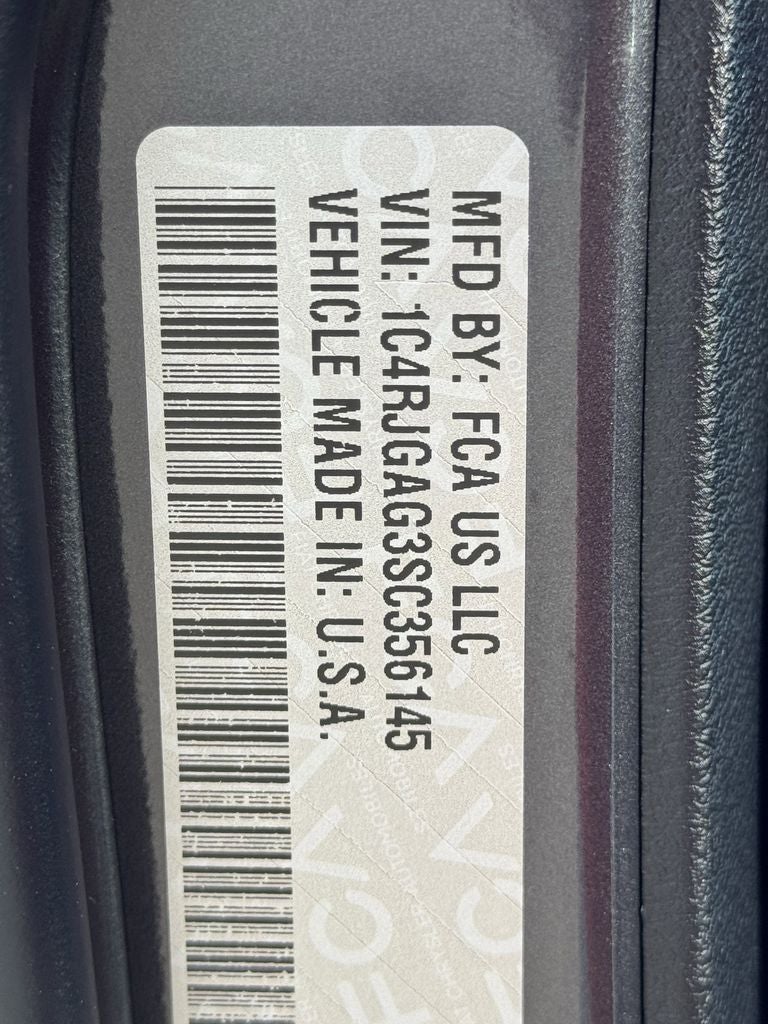 MFD BY: FCA US LLC
VIN: 1C4RJGAG3SC356145
VEHICLE MADE IN: U.S.A.